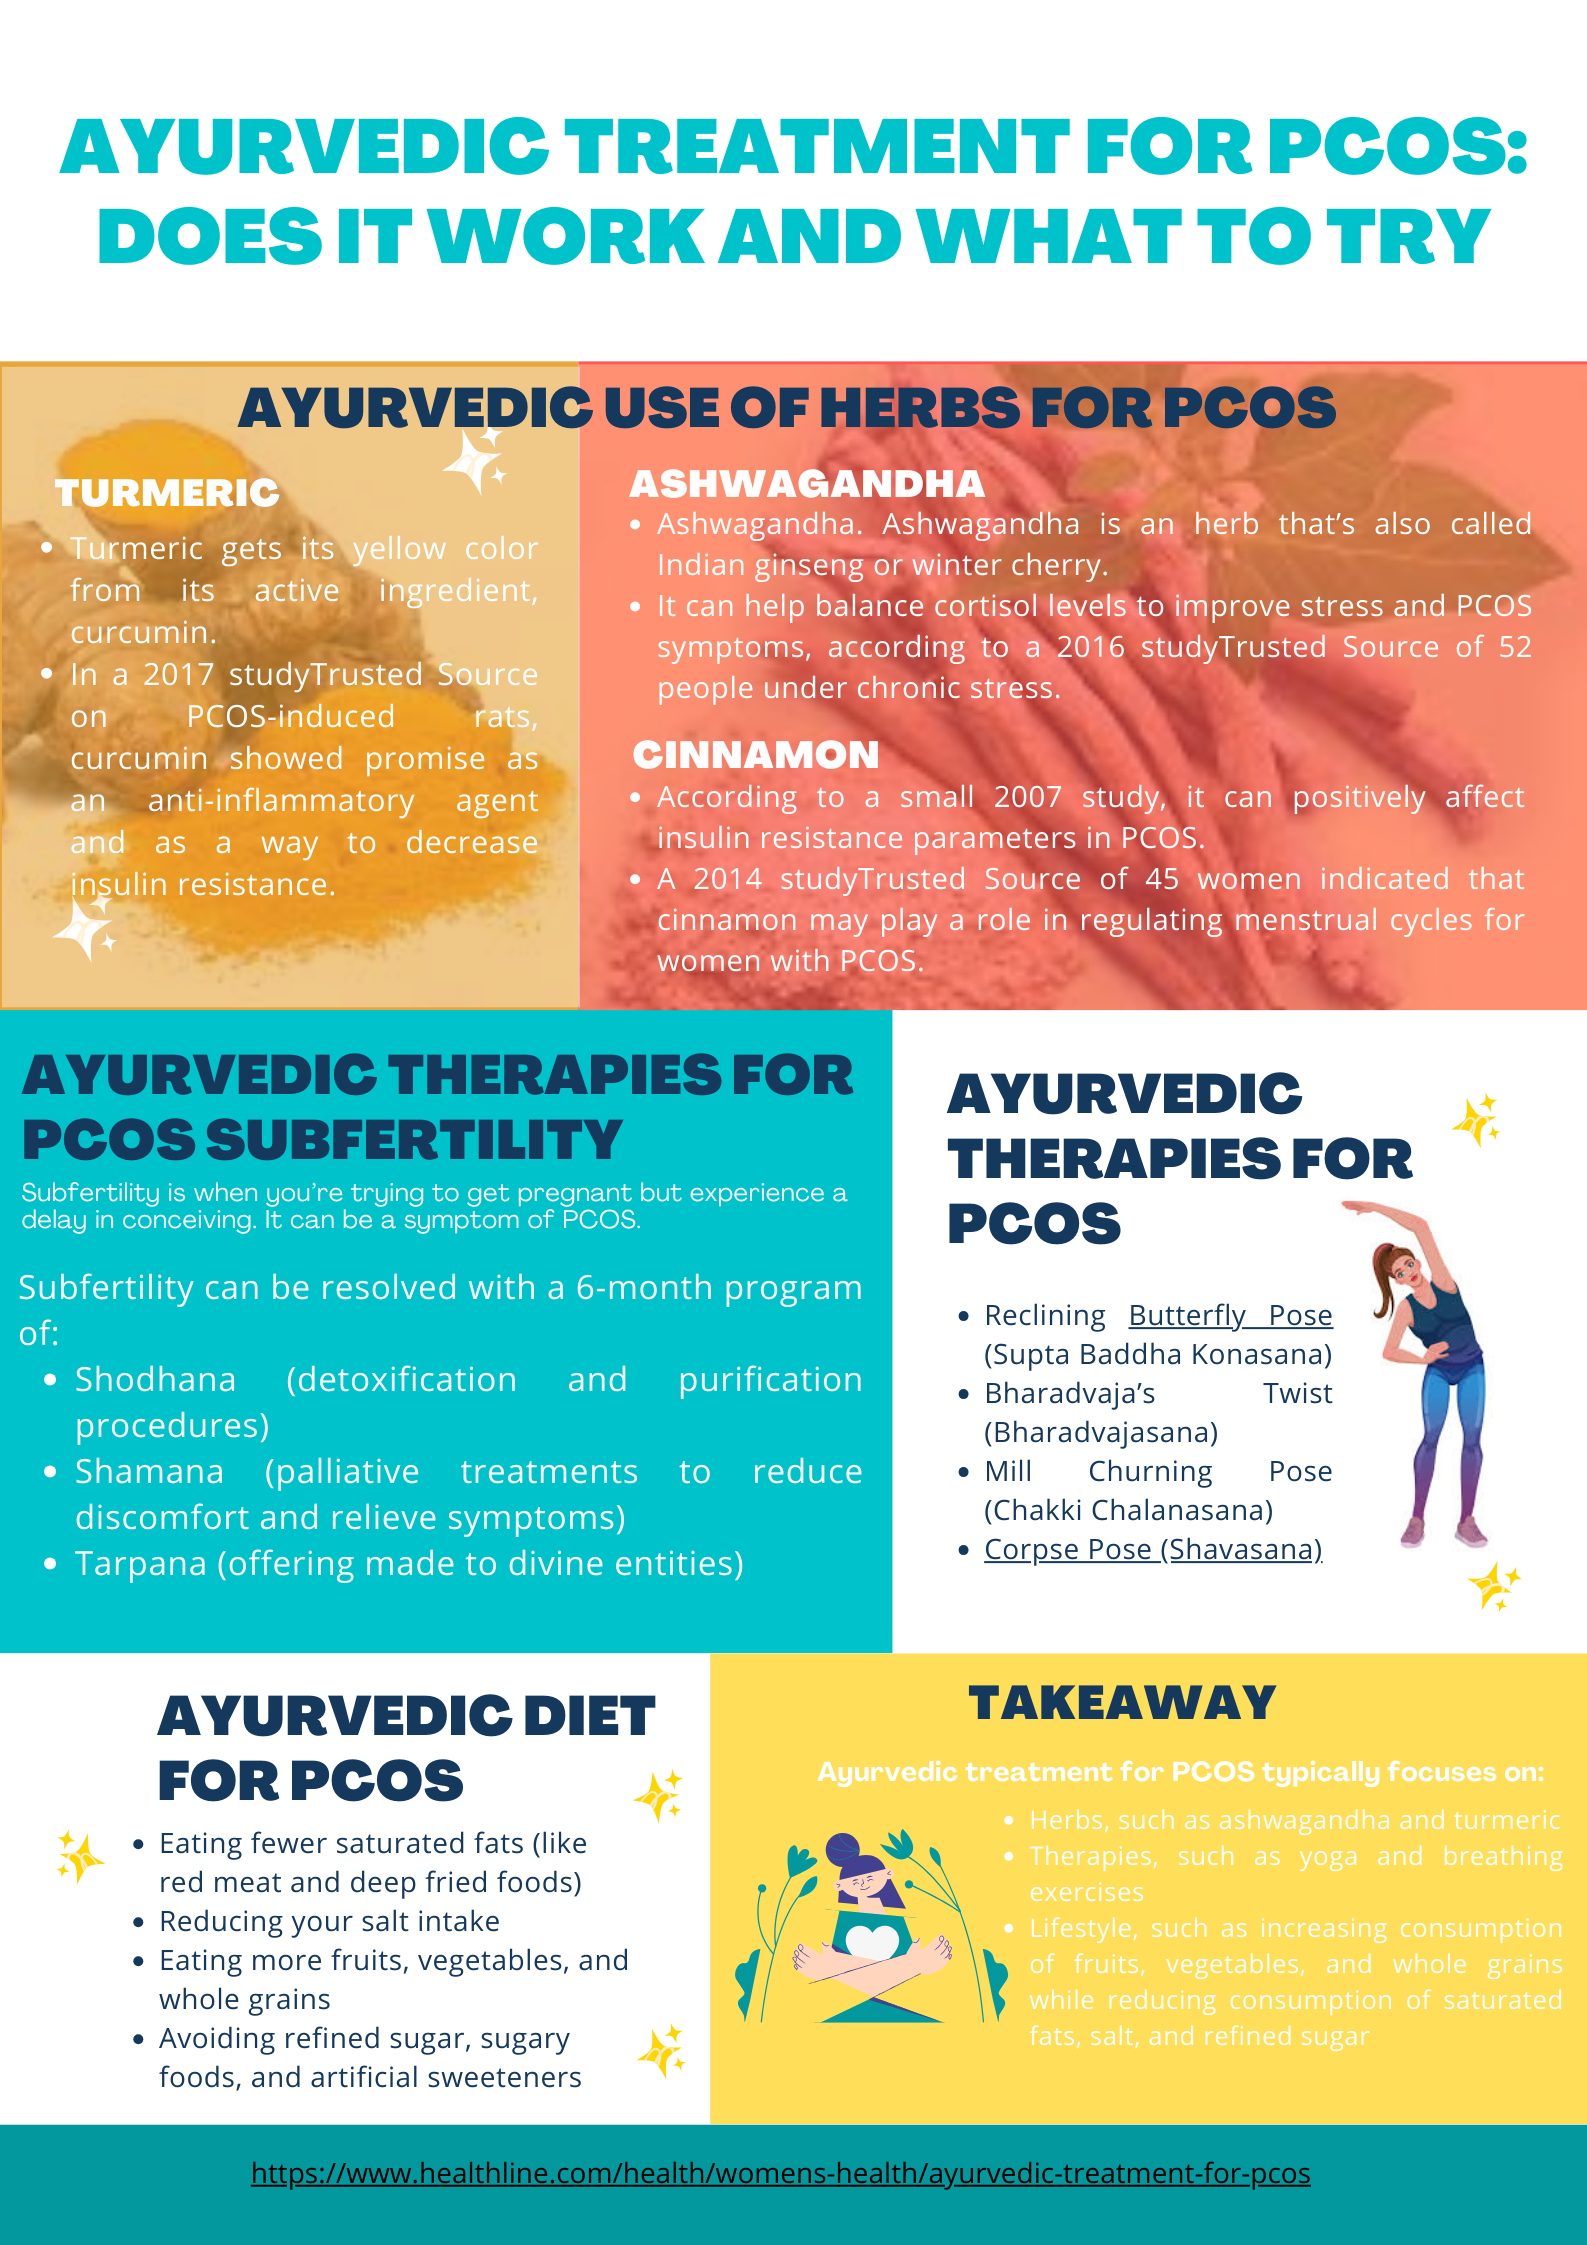 AYURVEDIC TREATMENT FOR PCOS:
DOES IT WORK AND WHAT TO TRY
AYURVEDIC USE OF HERBS FOR PCOS
TURMERIC
• Turmeric gets its yellow color
from its active ingredient,
curcumin.
• In a 2017 studyTrusted Source
on PCOS-induced rats,
curcumin showed promise as
an anti-inflammatory agent
and as a way to decrease
insulin resistance.
ASHWAGANDHA
• Ashwagandha. Ashwagandha is an herb that’s also called
Indian ginseng or winter cherry.
• It can help balance cortisol levels to improve stress and PCOS
symptoms, according to a 2016 studyTrusted Source of 52
people under chronic stress.
CINNAMON
• According to a small 2007 study, it can positively affect
insulin resistance parameters in PCOS.
• A 2014 studyTrusted Source of 45 women indicated that
cinnamon may play a role in regulating menstrual cycles for
women with PCOS.
AYURVEDIC THERAPIES FOR
PCOS SUBFERTILITY
Subfertility is when you’re trying to get pregnant but experience a
delay in conceiving. It can be a symptom of PCOS.
Subfertility can be resolved with a 6-month program
of:
• Shodhana (detoxification and purification
procedures)
• Shamana (palliative treatments to reduce
discomfort and relieve symptoms)
• Tarpana (offering made to divine entities)
AYURVEDIC
THERAPIES FOR
PCOS
• Reclining Butterfly Pose
(Supta Baddha Konasana)
• Bharadvaja’s Twist
(Bharadvajasana)
• Mill Churning Pose
(Chakki Chalanasana)
• Corpse Pose (Shavasana)
AYURVEDIC DIET
FOR PCOS
• Eating fewer saturated fats (like
red meat and deep fried foods)
• Reducing your salt intake
• Eating more fruits, vegetables, and
whole grains
• Avoiding refined sugar, sugary
foods, and artificial sweeteners
TAKEAWAY
Ayurvedic treatment for PCOS typically focuses on:
• Herbs, such as ashwagandha and turmeric
• Therapies, such as yoga and breathing
exercises
• Lifestyle, such as increasing consumption
of fruits, vegetables, and whole grains
while reducing consumption of saturated
fats, salt, and refined sugar
https://www.healthline.com/health/womens-health/ayurvedic-treatment-for-pcos